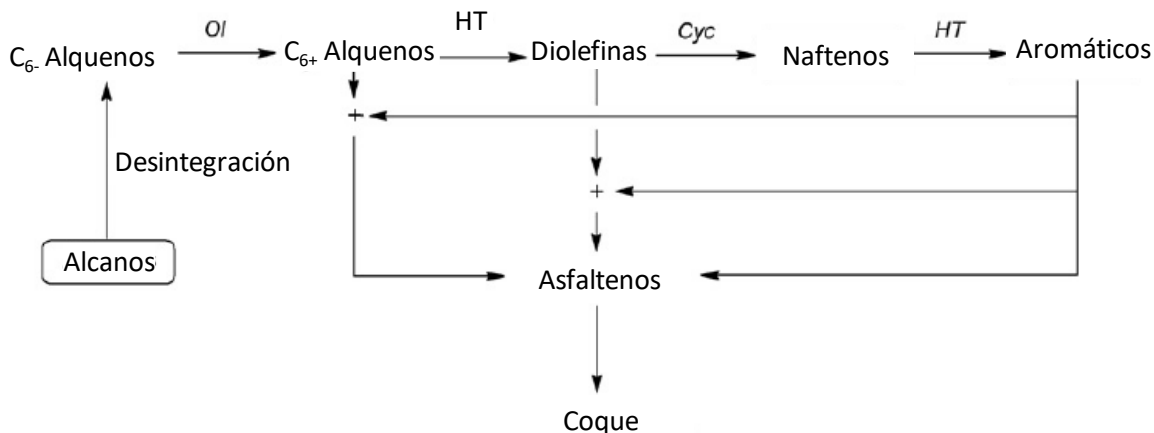 Ol
HT
Cyc
HT
C6- Alquenos
C6+ Alquenos
Diolefinas
Naftenos
Aromáticos
+
Desintegración
+
Alcanos
Asfaltenos
Coque